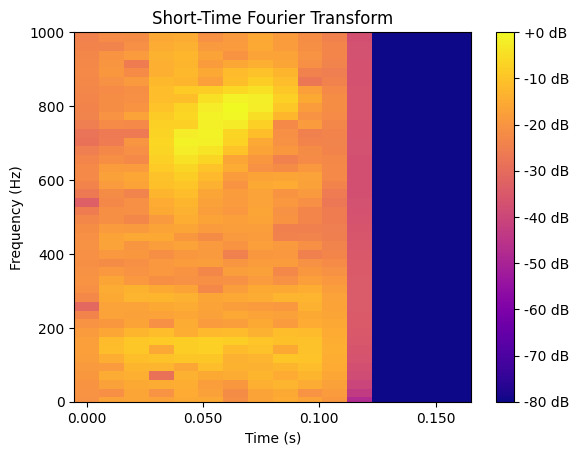 Short-Time Fourier Transform
1000
800
600
400
200
0
Frequency (Hz)
0.000
0.050
0.100
0.150
Time (s)
+0 dB
-10 dB
-20 dB
-30 dB
-40 dB
-50 dB
-60 dB
-70 dB
-80 dB